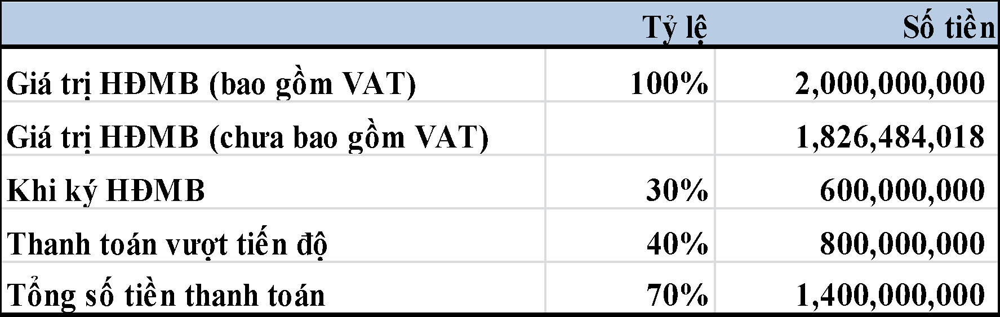 Tỷ lệ Số tiền
Giá trị HĐMB (bao gồm VAT) 100% 2,000,000,000
Giá trị HĐMB (chưa bao gồm VAT) 1,826,484,018
Khi ký HĐMB 30% 600,000,000
Thanh toán vượt tiến độ 40% 800,000,000
Tổng số tiền thanh toán 70% 1,400,000,000